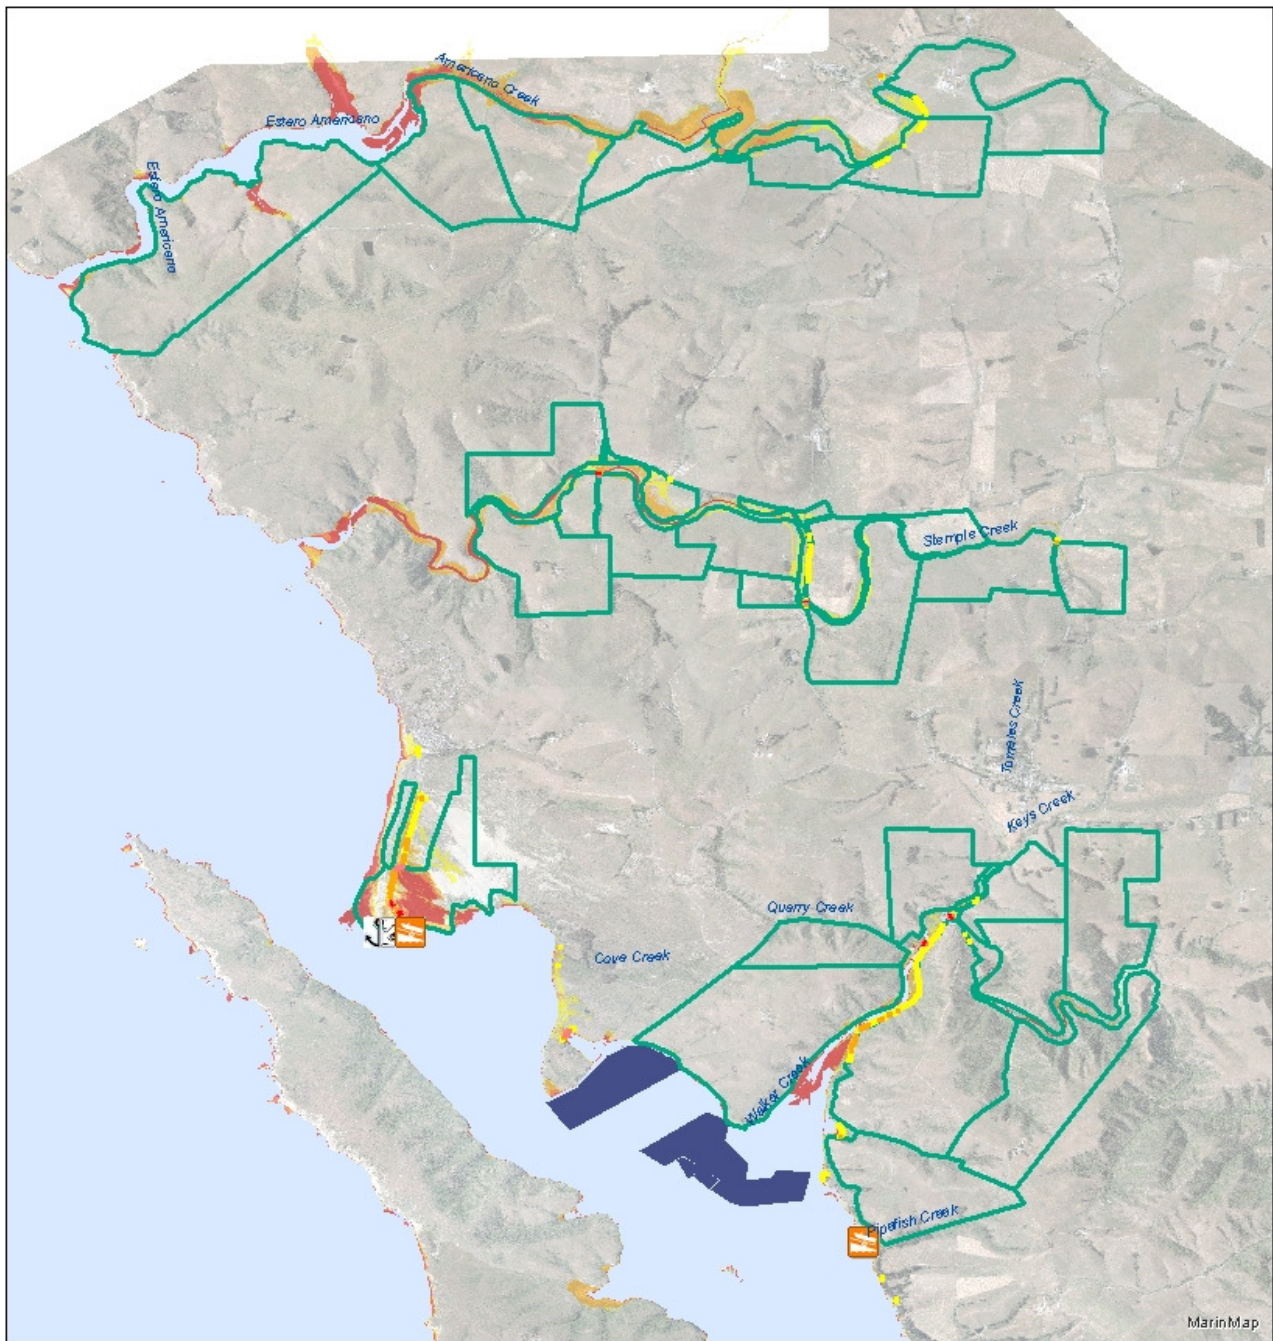 Americano Creek
Estero Americano
Estero Americano
Stemple Creek
Tomales Creek
Keys Creek
Quarry Creek
Cove Creek
Walker Creek
Pipefish Creek
MarinMap